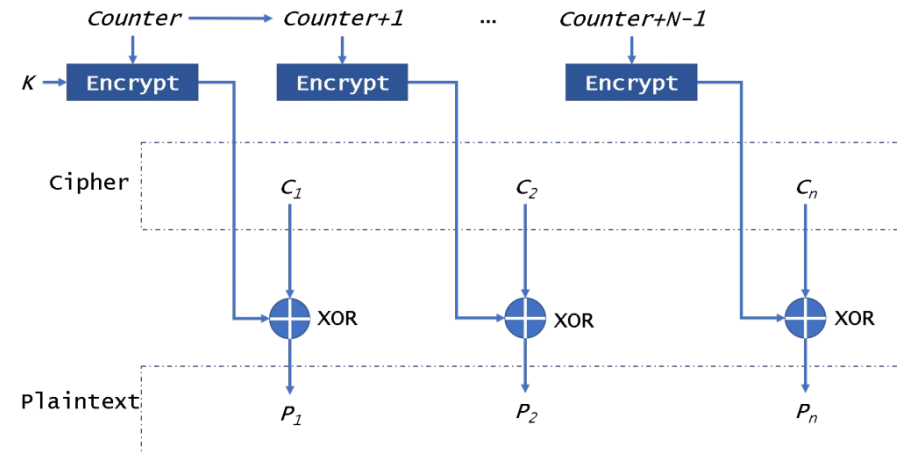 Counter Counter+1 … Counter+N-1
K Encrypt Encrypt Encrypt
Cipher
C1 C2 Cn
XOR XOR XOR
Plaintext
P1 P2 Pn